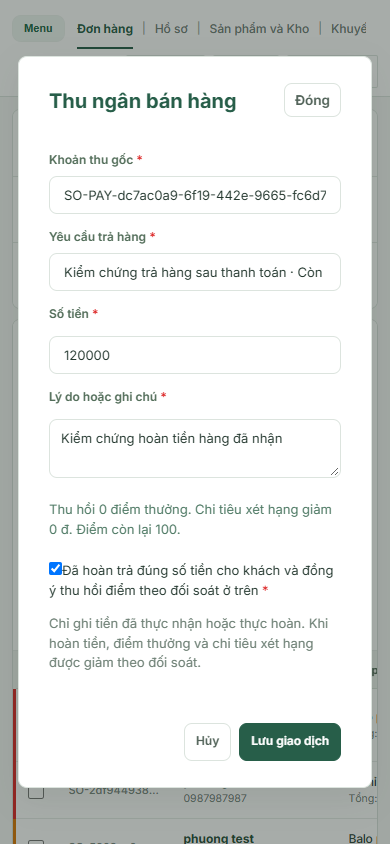 Menu
Đơn hàng | Hồ sơ | Sản phẩm và Kho | Khuyế
Thu ngân bán hàng
Đóng
Khoản thu gốc *
SO-PAY-dc7ac0a9-6f19-442e-9665-fc6d7
Yêu cầu trả hàng *
Kiểm chứng trả hàng sau thanh toán · Còn
Số tiền *
120000
Lý do hoặc ghi chú *
Kiểm chứng hoàn tiền hàng đã nhận
Thu hồi 0 điểm thưởng. Chi tiêu xét hạng giảm
0 đ. Điểm còn lại 100.
Đã hoàn trả đúng số tiền cho khách và đồng
ý thu hồi điểm theo đối soát ở trên *
Chỉ ghi tiền đã thực nhận hoặc thực hoàn. Khi
hoàn tiền, điểm thưởng và chi tiêu xét hạng
được giảm theo đối soát.
Hủy
Lưu giao dịch
0987987987
Tổng:
phuong test
Balo